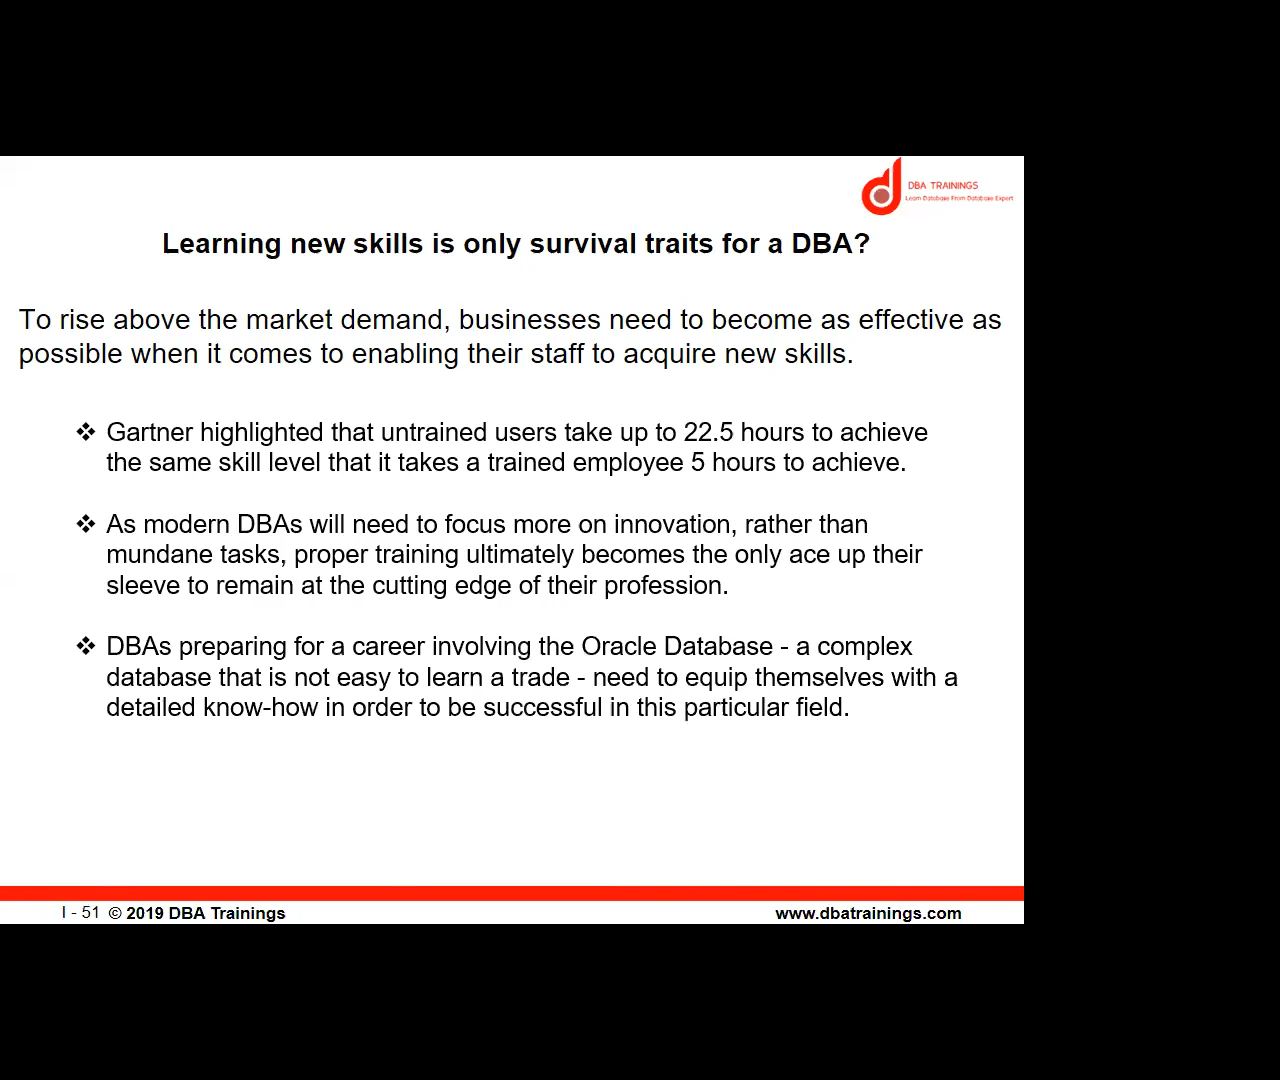 DBA TRAININGS
Learn Database From Database Expert
Learning new skills is only survival traits for a DBA?
To rise above the market demand, businesses need to become as effective as
possible when it comes to enabling their staff to acquire new skills.
❖ Gartner highlighted that untrained users take up to 22.5 hours to achieve
the same skill level that it takes a trained employee 5 hours to achieve.
❖ As modern DBAs will need to focus more on innovation, rather than
mundane tasks, proper training ultimately becomes the only ace up their
sleeve to remain at the cutting edge of their profession.
❖ DBAs preparing for a career involving the Oracle Database - a complex
database that is not easy to learn a trade - need to equip themselves with a
detailed know-how in order to be successful in this particular field.
I - 51 © 2019 DBA Trainings www.dbatrainings.com